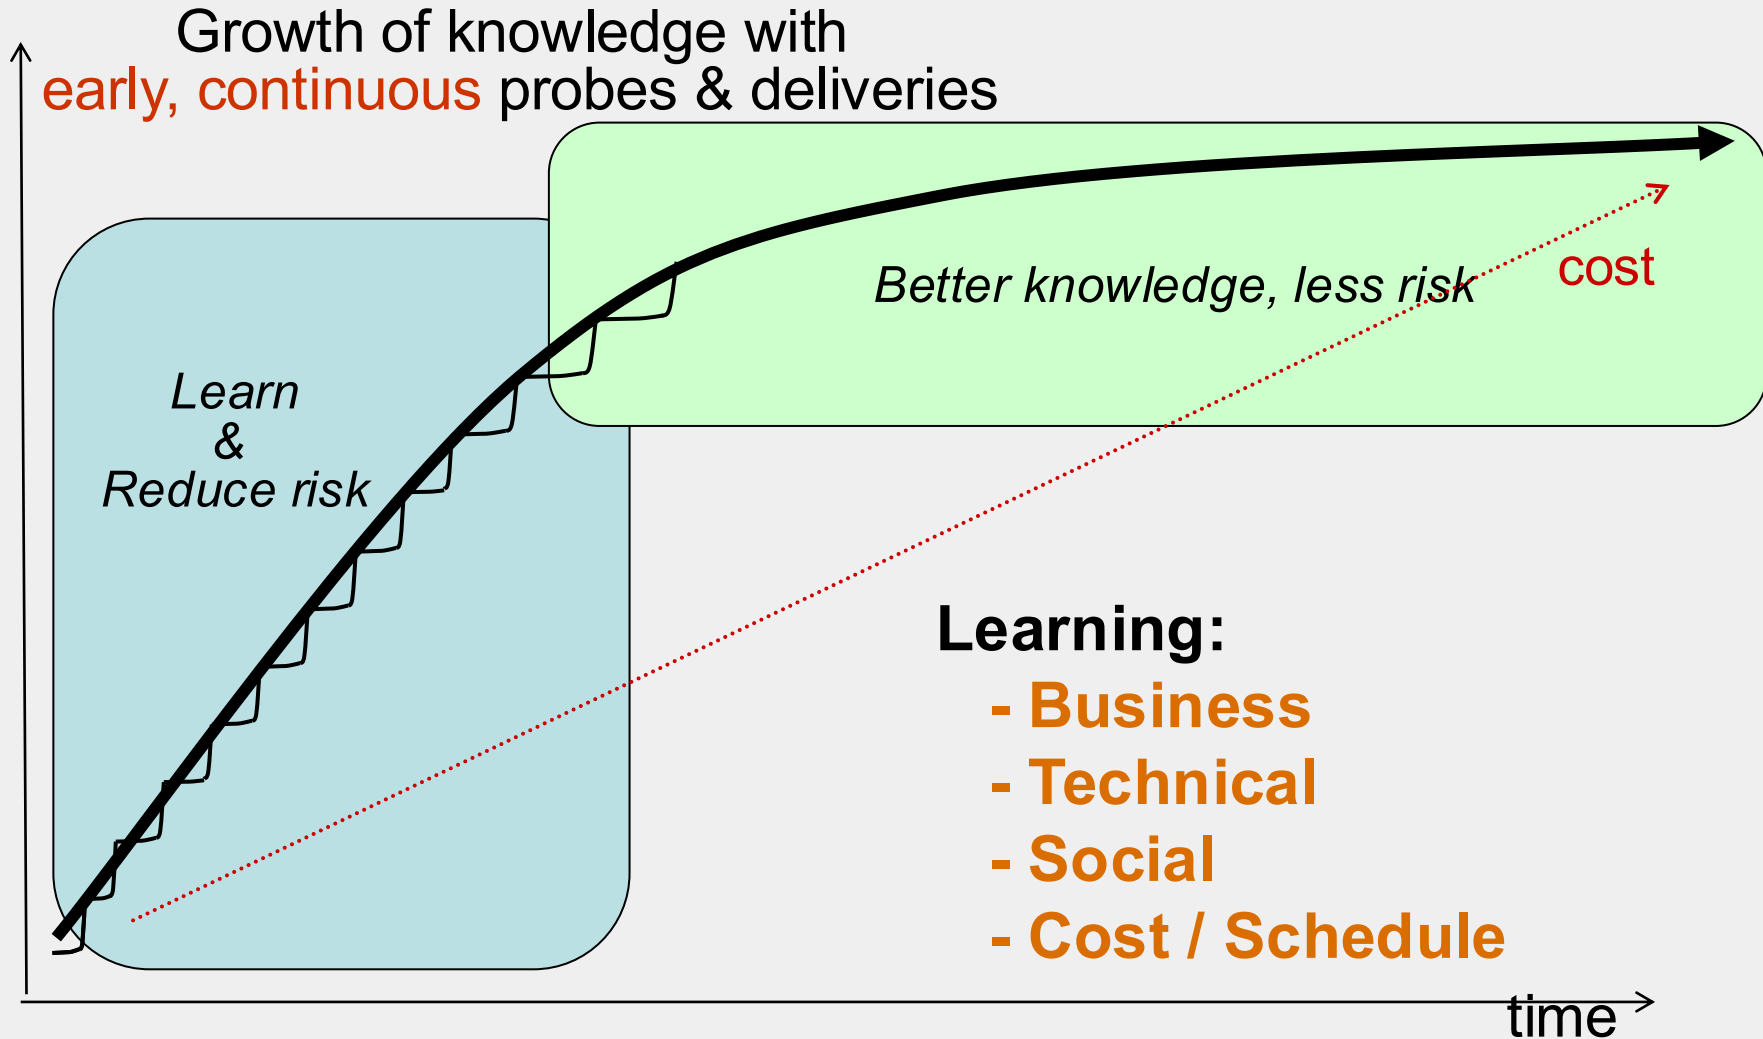 Growth of knowledge with
early, continuous probes & deliveries
Better knowledge, less risk
cost
Learn
&
Reduce risk
Learning:
- Business
- Technical
- Social
- Cost / Schedule
time